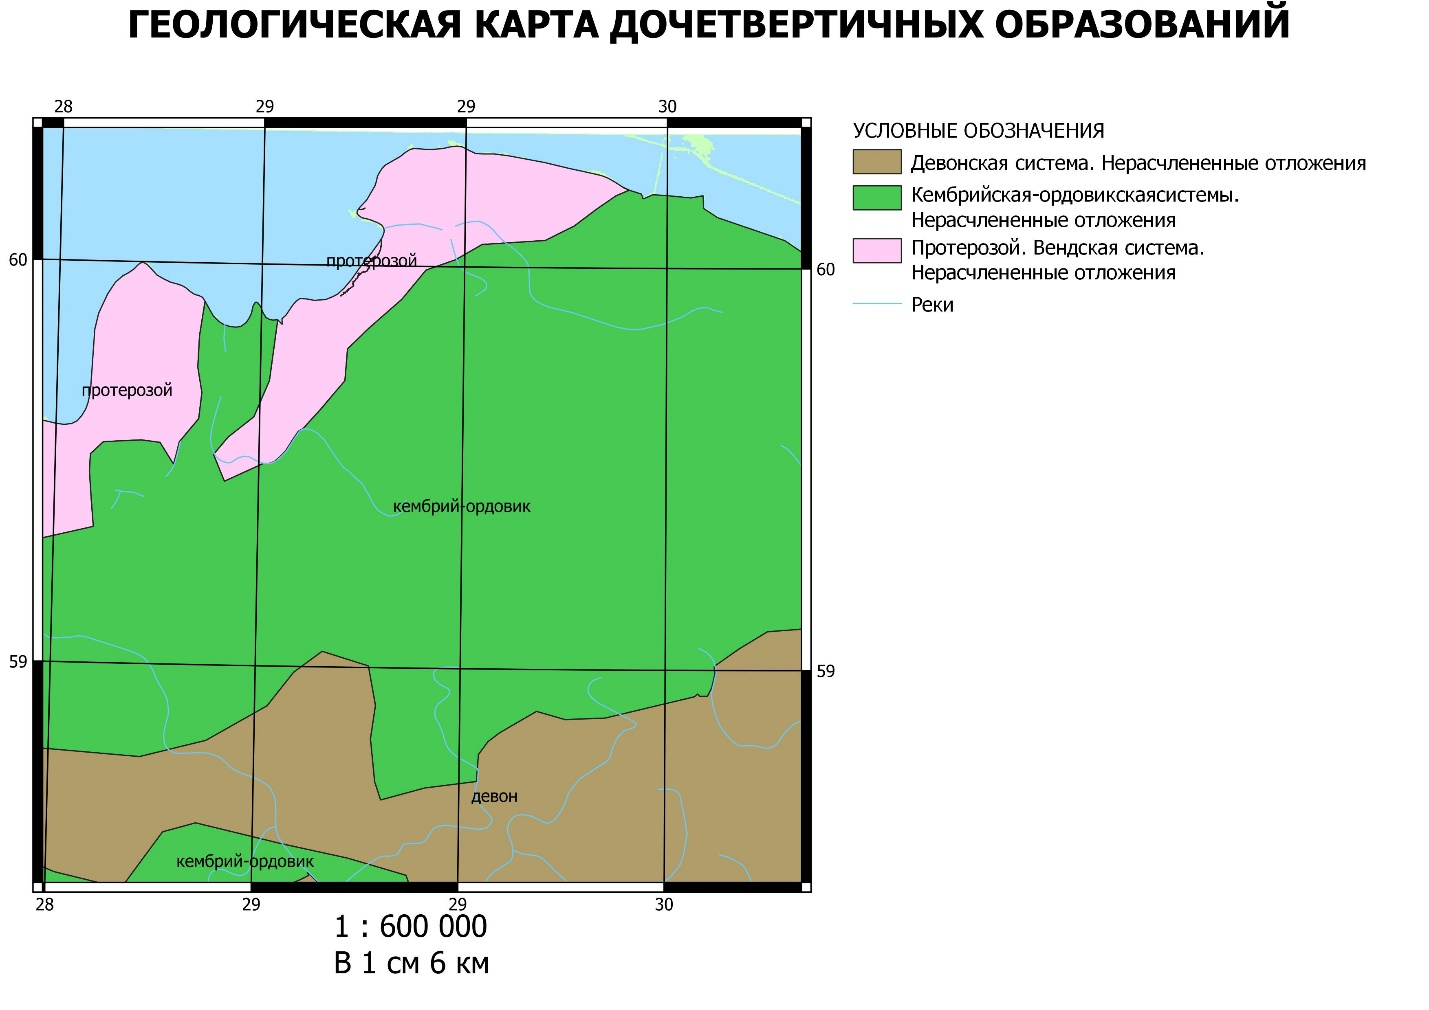 ГЕОЛОГИЧЕСКАЯ КАРТА ДОЧЕТВЕРТИЧНЫХ ОБРАЗОВАНИЙ
28 29 29 30
УСЛОВНЫЕ ОБОЗНАЧЕНИЯ
Девонская система. Нерасчлененные отложения
Кембрийская-ордовикскаясистемы.
Нерасчлененные отложения
Протерозой. Вендская система.
Нерасчлененные отложения
Реки
60
протерозой
60
протерозой
кембрий-ордовик
59
59
девон
кембрий-ордовик
28 29 29 30
1 : 600 000
В 1 см 6 км